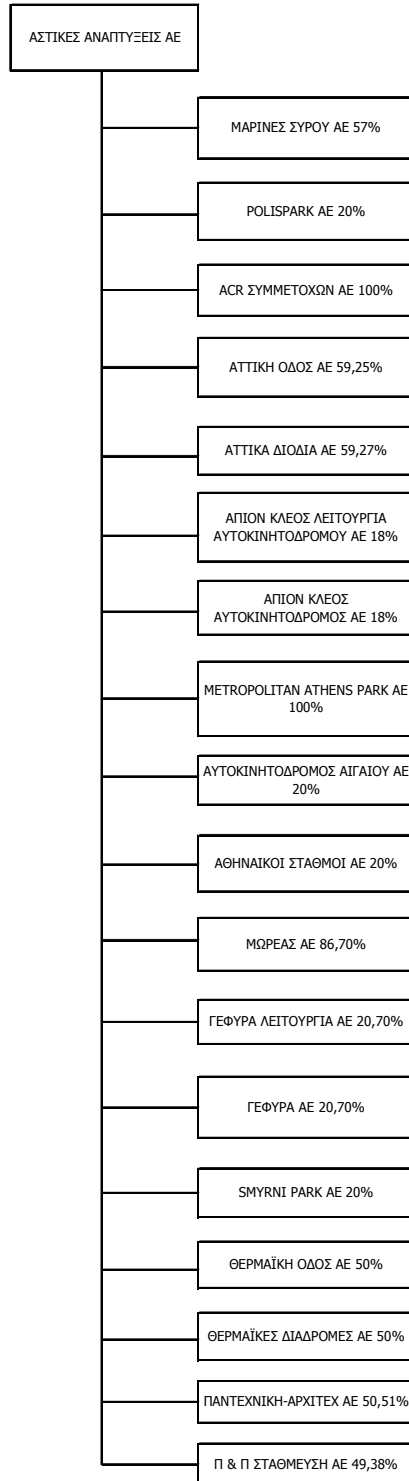 ΑΣΤΙΚΕΣ ΑΝΑΠΤΥΞΕΙΣ ΑΕ
ΜΑΡΙΝΕΣ ΣΥΡΟΥ ΑΕ 57%
POLISPARK ΑΕ 20%
ACR ΣΥΜΜΕΤΟΧΩΝ ΑΕ 100%
ΑΤΤΙΚΗ ΟΔΟΣ ΑΕ 59,25%
ΑΤΤΙΚΑ ΔΙΟΔΙΑ ΑΕ 59,27%
ΑΠΙΟΝ ΚΛΕΟΣ ΛΕΙΤΟΥΡΓΙΑ
ΑΥΤΟΚΙΝΗΤΟΔΡΟΜΟΥ ΑΕ 18%
ΑΠΙΟΝ ΚΛΕΟΣ
ΑΥΤΟΚΙΝΗΤΟΔΡΟΜΟΣ ΑΕ 18%
METROPOLITAN ATHENS PARK ΑΕ
100%
ΑΥΤΟΚΙΝΗΤΟΔΡΟΜΟΣ ΑΙΓΑΙΟΥ ΑΕ
20%
ΑΘΗΝΑΙΚΟΙ ΣΤΑΘΜΟΙ ΑΕ 20%
ΜΩΡΕΑΣ ΑΕ 86,70%
ΓΕΦΥΡΑ ΛΕΙΤΟΥΡΓΙΑ ΑΕ 20,70%
ΓΕΦΥΡΑ ΑΕ 20,70%
SMYRNI PARK ΑΕ 20%
ΘΕΡΜΑΪΚΗ ΟΔΟΣ ΑΕ 50%
ΘΕΡΜΑΪΚΕΣ ΔΙΑΔΡΟΜΕΣ ΑΕ 50%
ΠΑΝΤΕΧΝΙΚΗ-ΑΡΧΙΤΕΧ ΑΕ 50,51%
Π & Π ΣΤΑΘΜΕΥΣΗ ΑΕ 49,38%